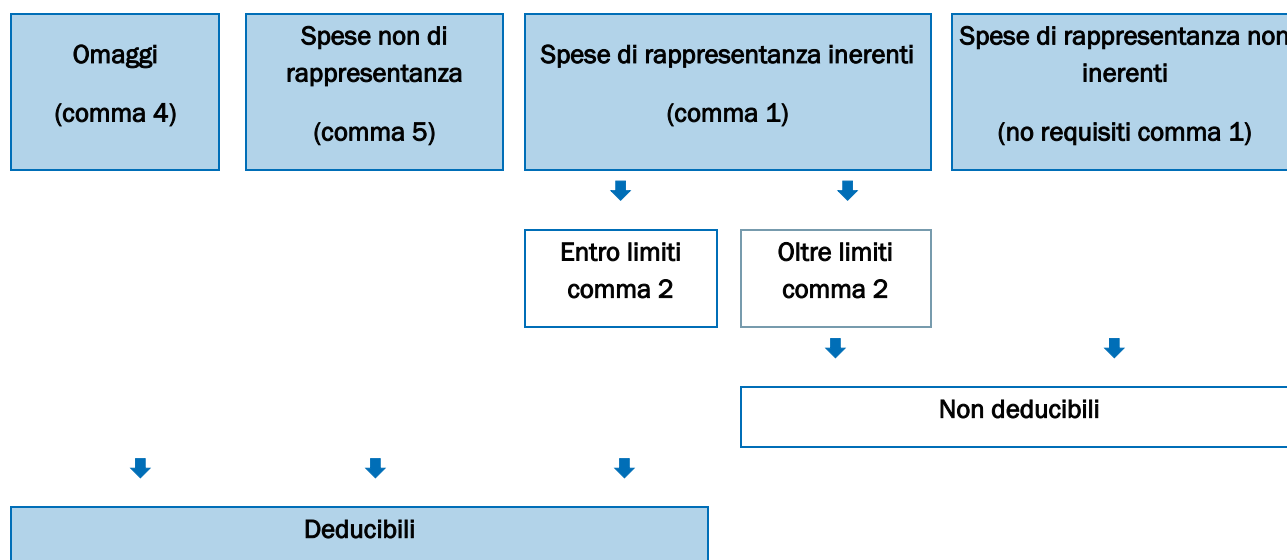 Omaggi
(comma 4)
Spese non di
rappresentanza
(comma 5)
Spese di rappresentanza inerenti
(comma 1)
Spese di rappresentanza non
inerenti
(no requisiti comma 1)
Entro limiti
comma 2
Oltre limiti
comma 2
Non deducibili
Deducibili